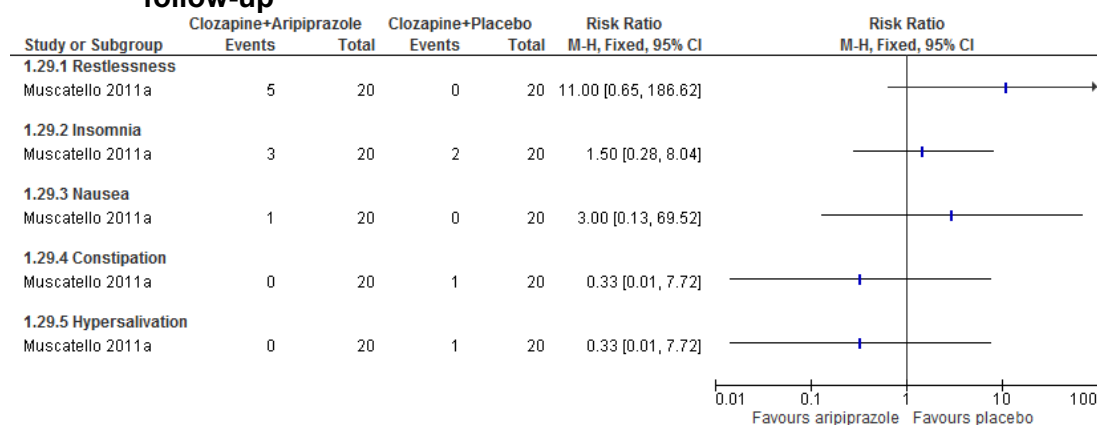 follow-up
Clozapine+Aripiprazole Clozapine+Placebo Risk Ratio Risk Ratio
Study or Subgroup Events Total Events Total M-H, Fixed, 95% CI M-H, Fixed, 95% CI
1.29.1 Restlessness
Muscatello 2011a 5 20 0 20 11.00 [0.65, 186.62]
1.29.2 Insomnia
Muscatello 2011a 3 20 2 20 1.50 [0.28, 8.04]
1.29.3 Nausea
Muscatello 2011a 1 20 0 20 3.00 [0.13, 69.52]
1.29.4 Constipation
Muscatello 2011a 0 20 1 20 0.33 [0.01, 7.72]
1.29.5 Hypersalivation
Muscatello 2011a 0 20 1 20 0.33 [0.01, 7.72]
0.01 0.1 1 10 100
Favours aripiprazole Favours placebo